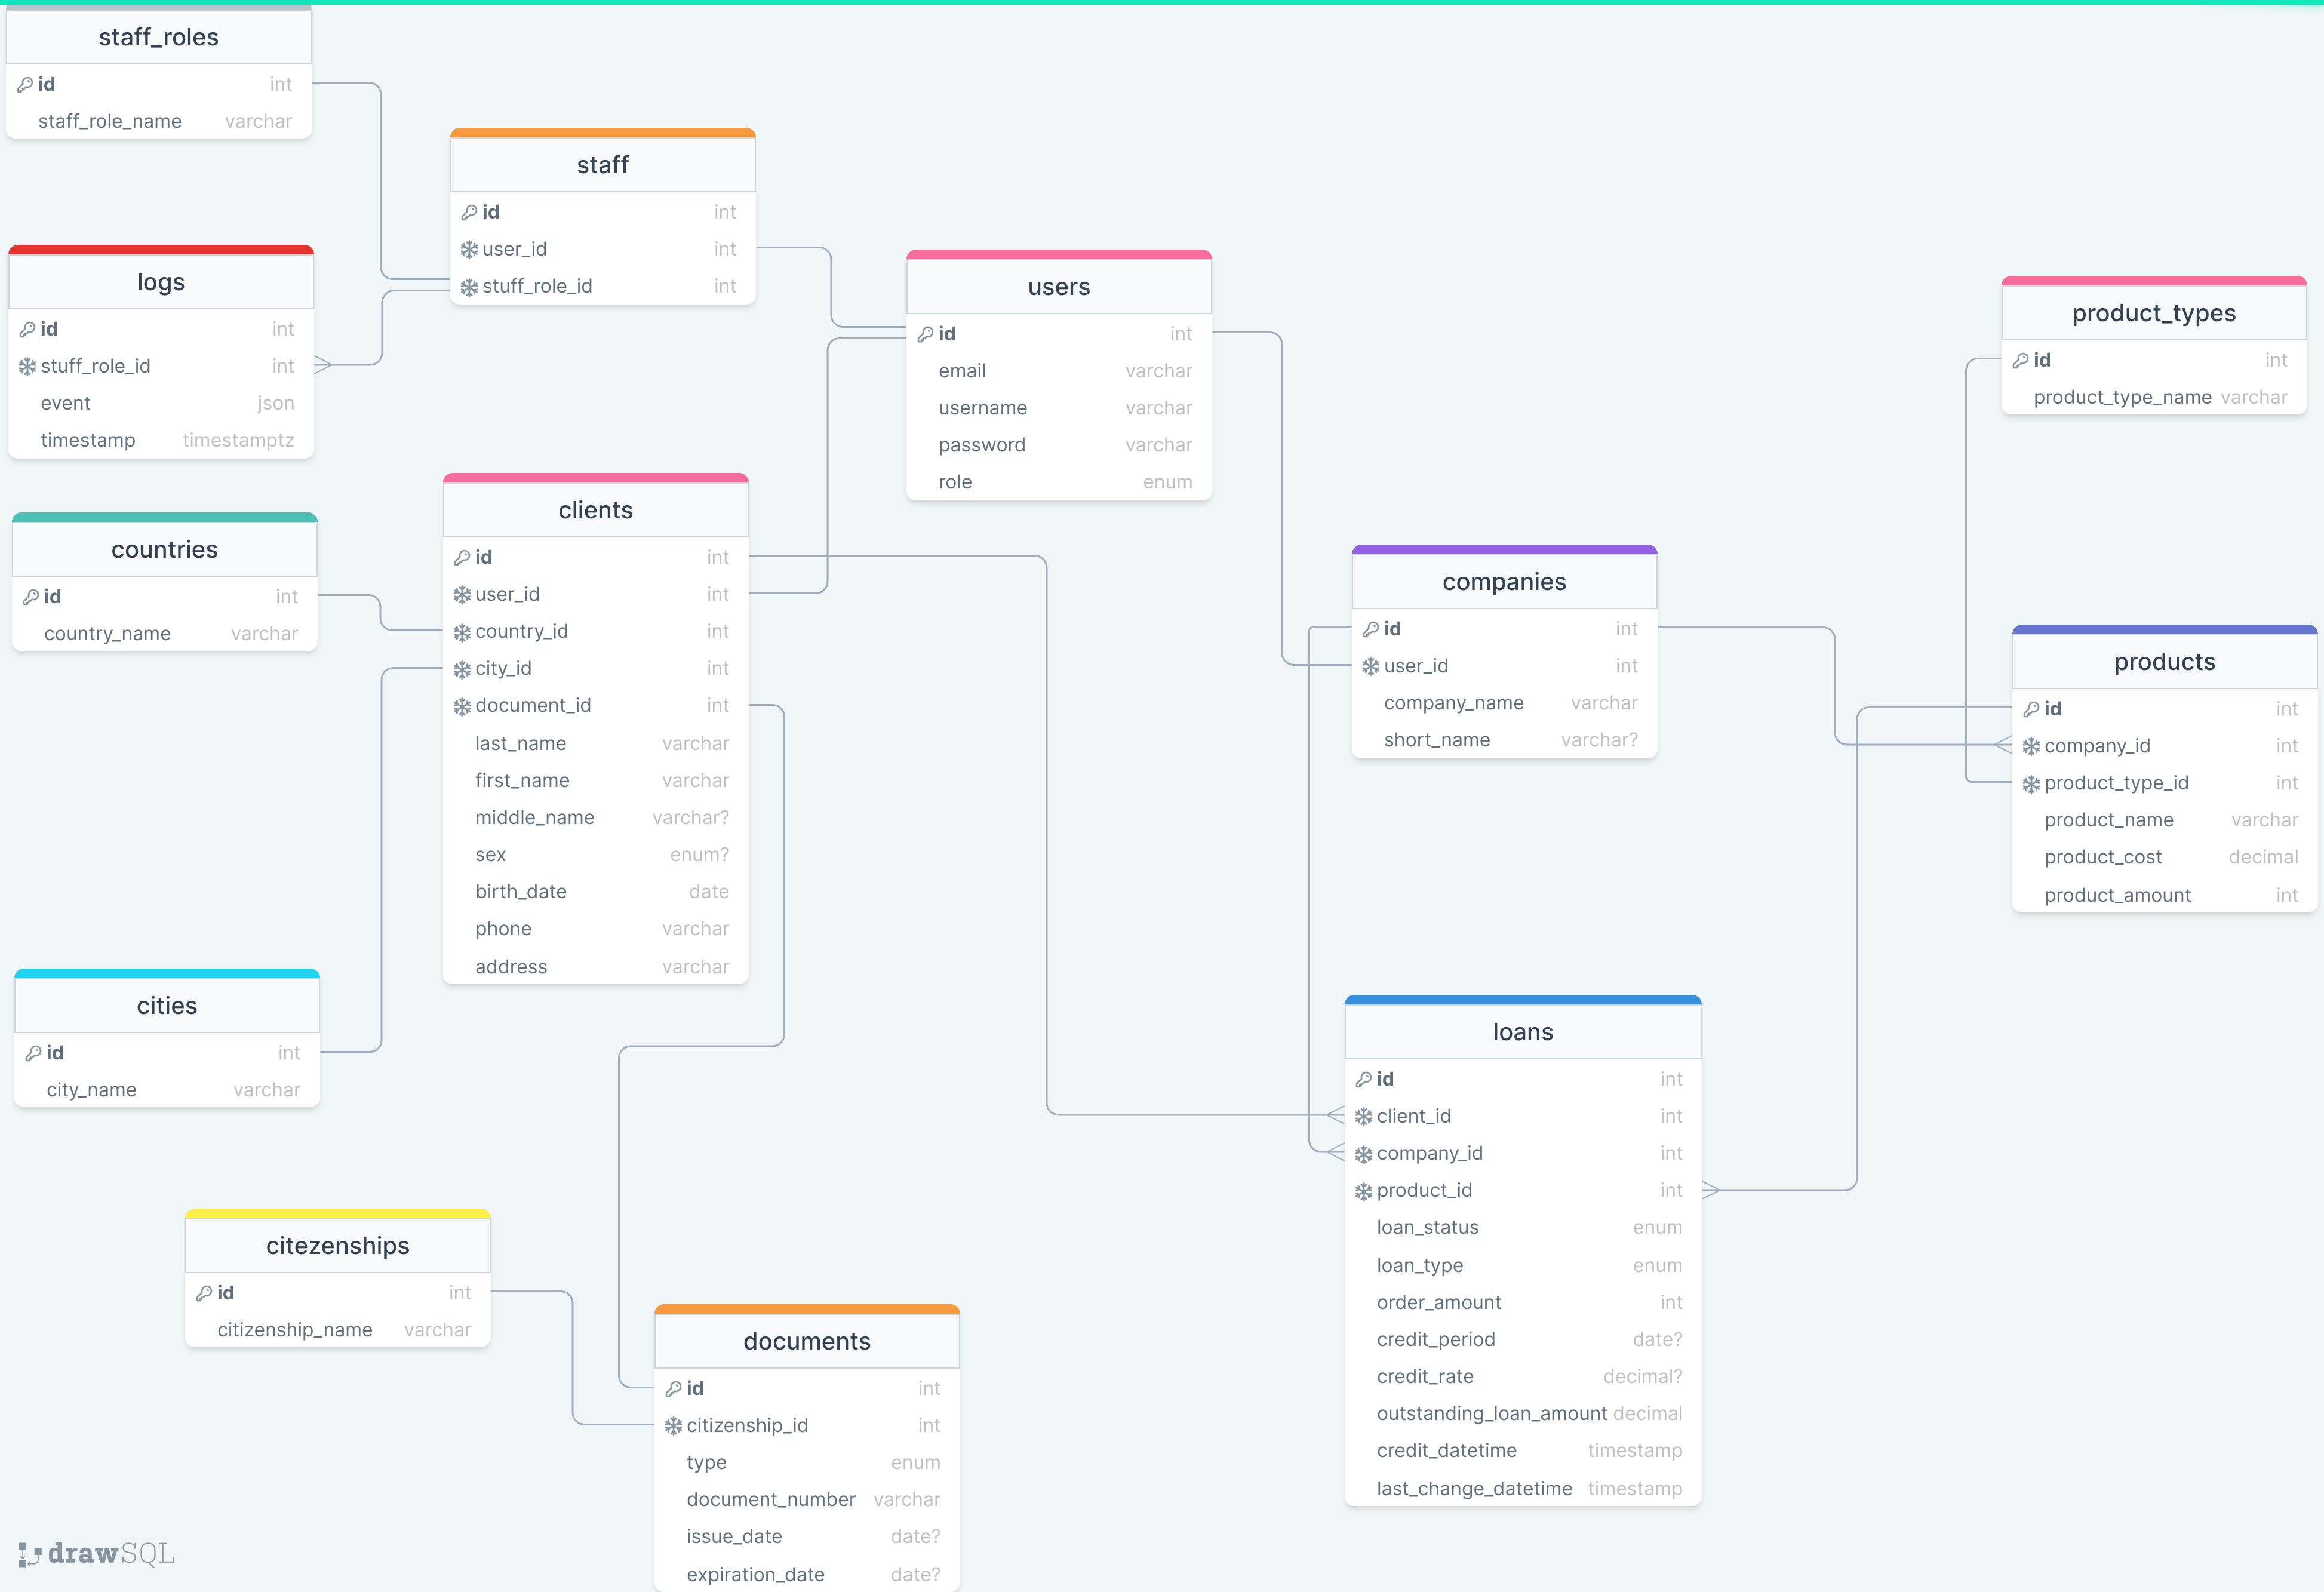 staff_roles
id int
staff_role_name varchar
staff
id int
user_id int
stuff_role_id int
logs
id int
stuff_role_id int
event json
timestamp timestamptz
users
id int
email varchar
username varchar
password varchar
role enum
product_types
id int
product_type_name varchar
clients
id int
user_id int
country_id int
city_id int
document_id int
last_name varchar
first_name varchar
middle_name varchar?
sex enum?
birth_date date
phone varchar
address varchar
countries
id int
country_name varchar
companies
id int
user_id int
company_name varchar
short_name varchar?
products
id int
company_id int
product_type_id int
product_name varchar
product_cost decimal
product_amount int
cities
id int
city_name varchar
loans
id int
client_id int
company_id int
product_id int
loan_status enum
loan_type enum
order_amount int
credit_period date?
credit_rate decimal?
outstanding_loan_amount decimal
credit_datetime timestamp
last_change_datetime timestamp
citezenships
id int
citizenship_name varchar
documents
id int
citizenship_id int
type enum
document_number varchar
issue_date date?
expiration_date date?
drawSQL